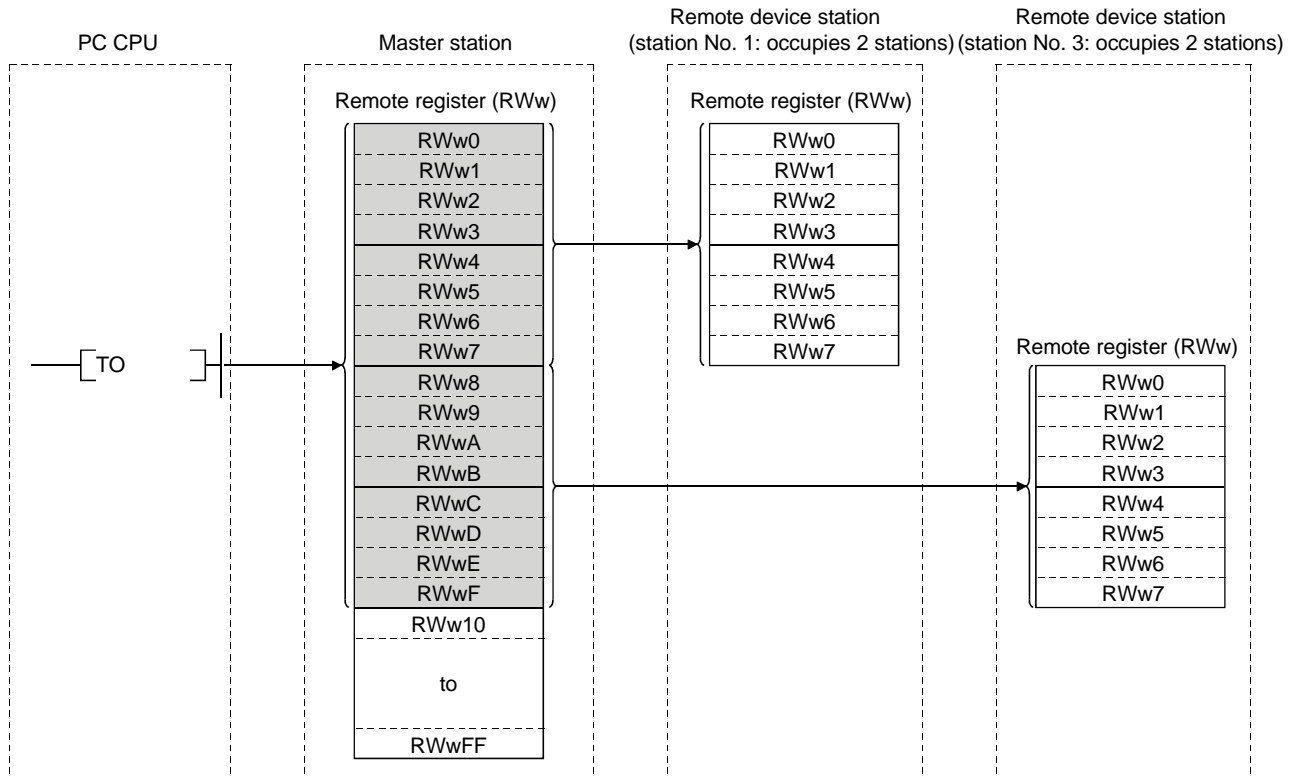 PC CPU
Master station
Remote device station
(station No. 1: occupies 2 stations)
Remote device station
(station No. 3: occupies 2 stations)
TO
Remote register (RWw)
RWw0
RWw1
RWw2
RWw3
RWw4
RWw5
RWw6
RWw7
RWw8
RWw9
RWwA
RWwB
RWwC
RWwD
RWwE
RWwF
RWw10
to
RWwFF
Remote register (RWw)
RWw0
RWw1
RWw2
RWw3
RWw4
RWw5
RWw6
RWw7
Remote register (RWw)
RWw0
RWw1
RWw2
RWw3
RWw4
RWw5
RWw6
RWw7